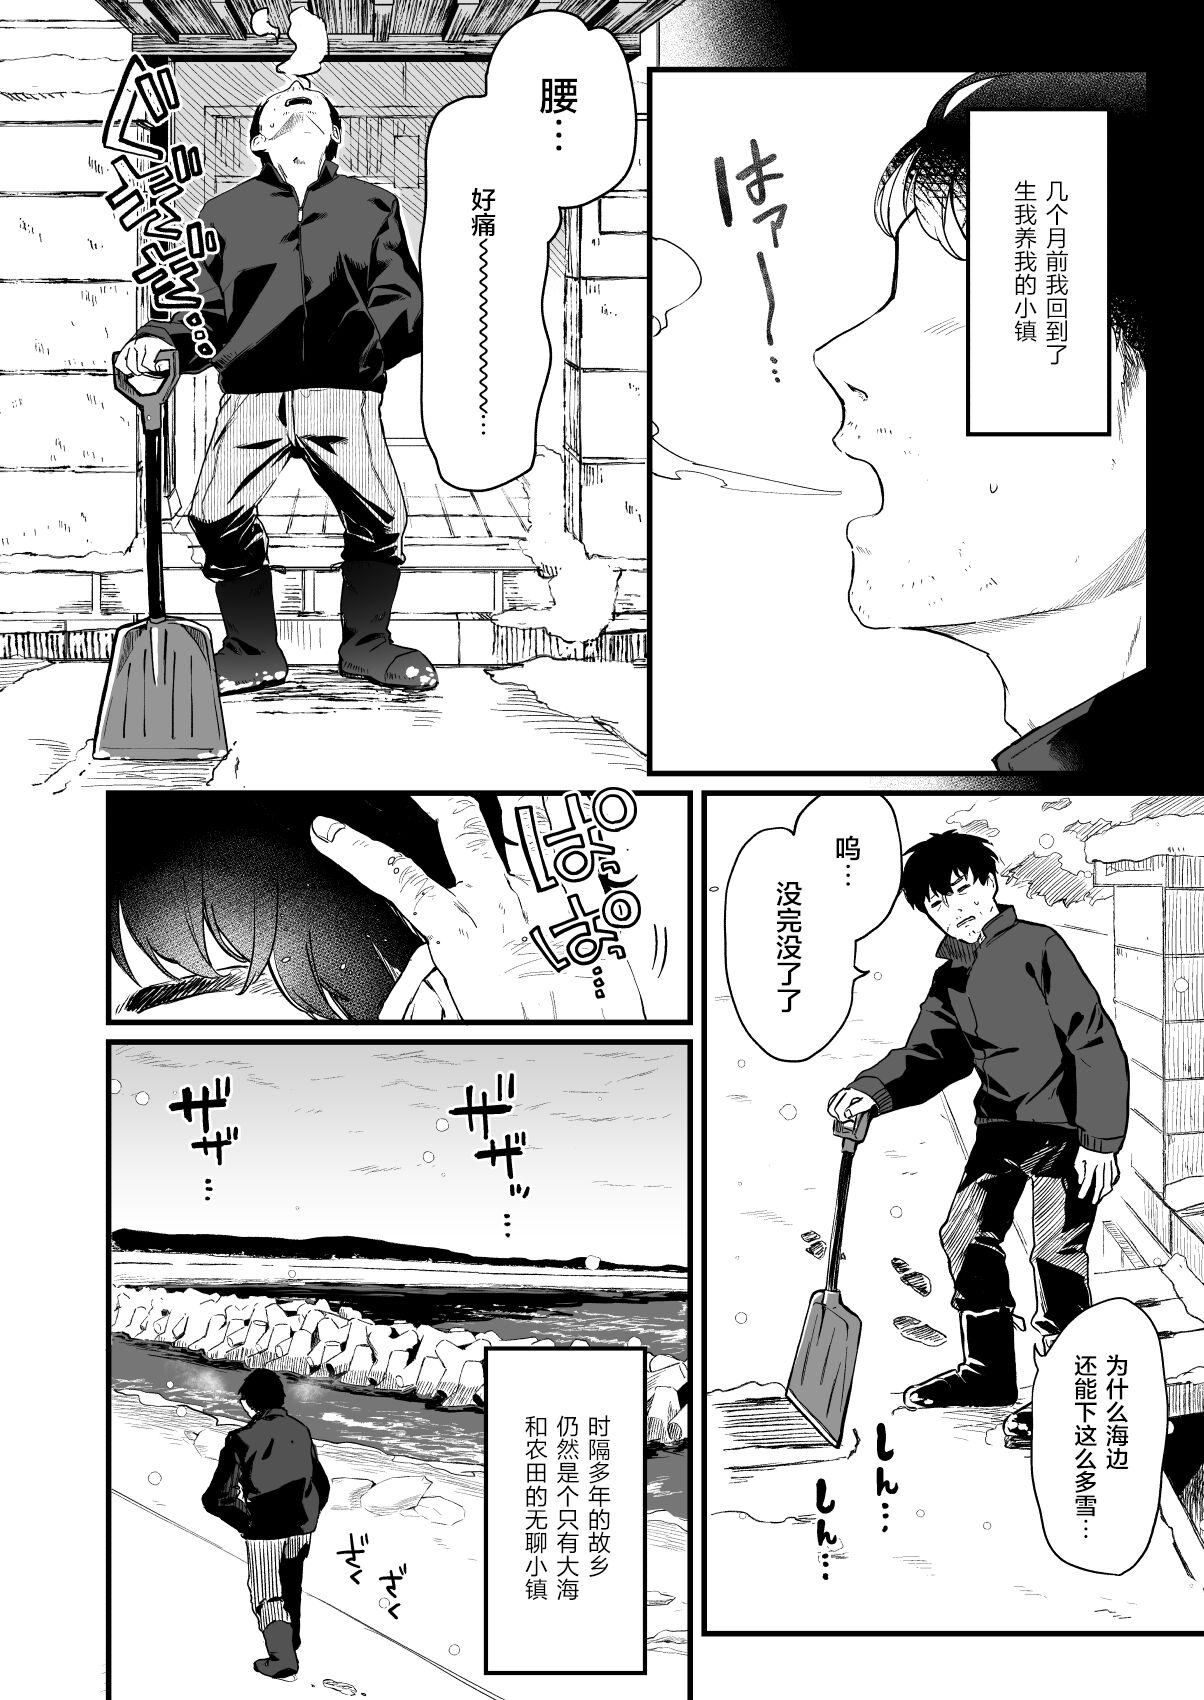 几个月前我回到了
生我养我的小镇
はァ〜…
腰…
好痛～～～～～～～～…
呜…
没完没了了
为什么海边
还能下这么多雪…
しん…
しん…
ぱっ
ぱっ…
ザザッ…
ザザ…
时隔多年的故乡
仍然是个只有大海
和农田的无聊小镇
ざく
ざく